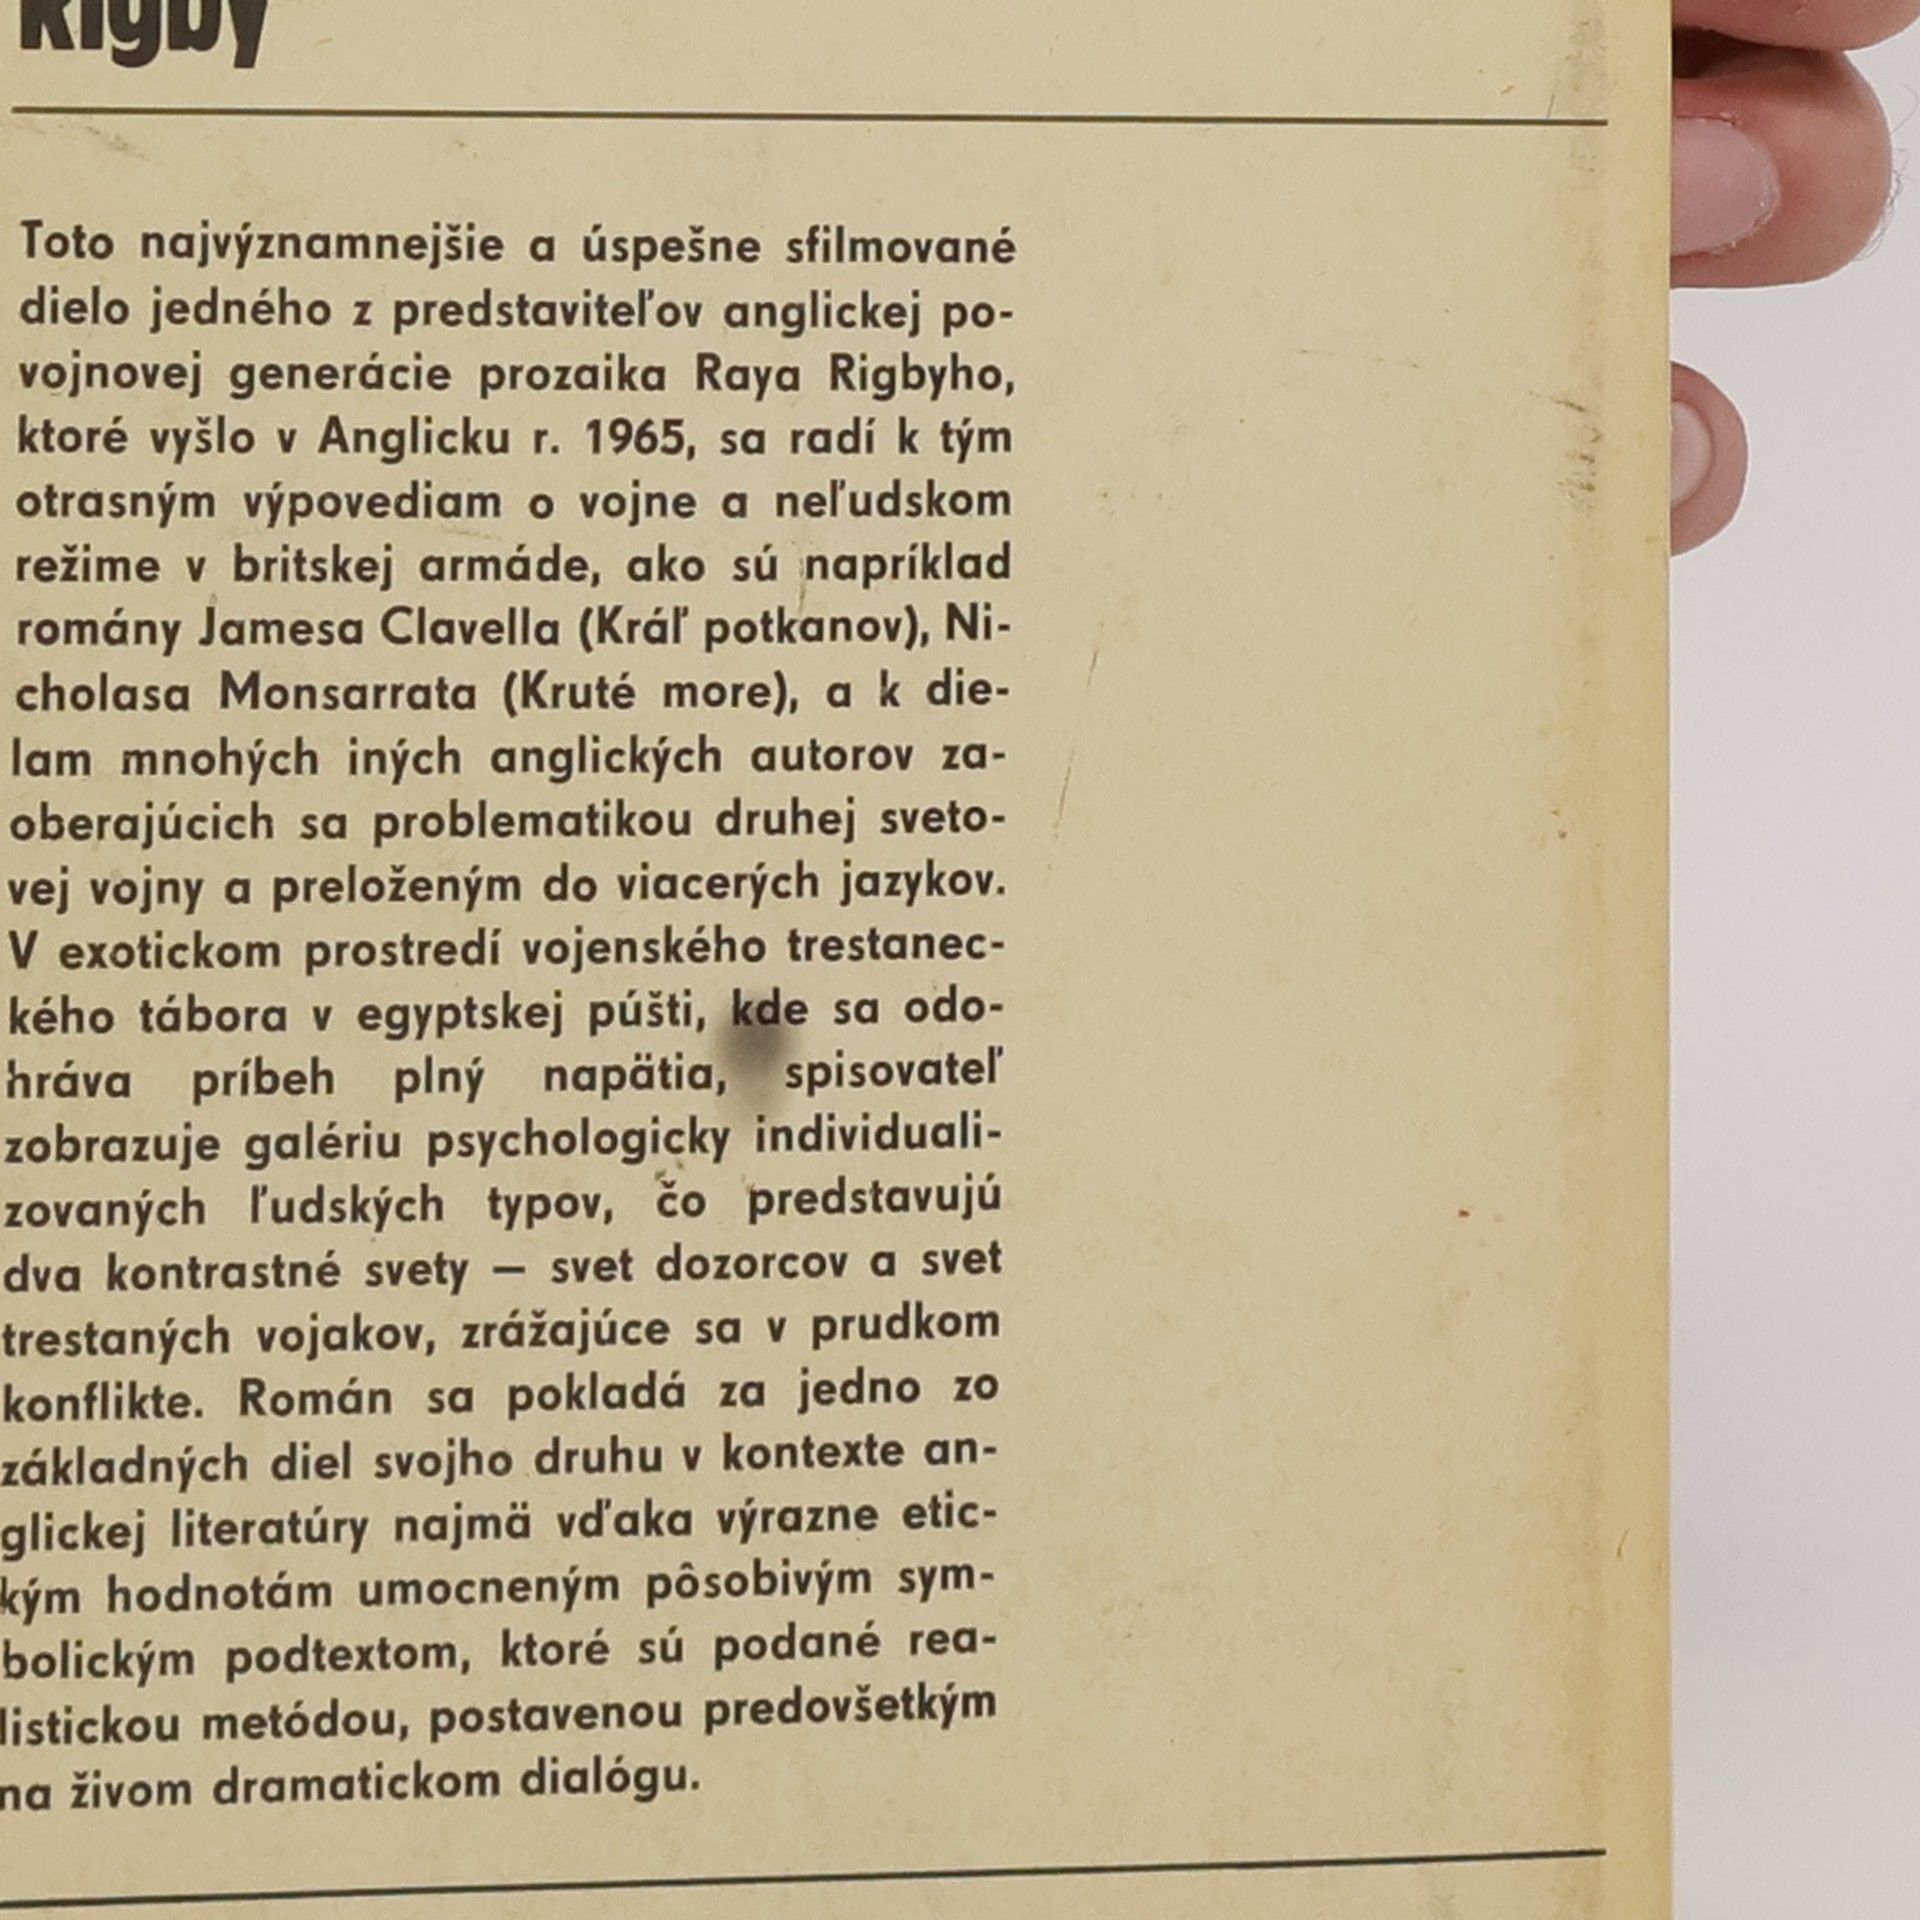 Rigby
Toto najvýznamnejšie a úspešne sfilmované
dielo jedného z predstaviteľov anglickej po-
vojnovej generácie prozaika Raya Rigbyho,
ktoré vyšlo v Anglicku r. 1965, sa radí k tým
otrasným výpovediam o vojne a neľudskom
režime v britskej armáde, ako sú napríklad
romány Jamesa Clavella (Kráľ potkanov), Ni-
cholasa Monsarrata (Kruté more), a k die-
lam mnohých iných anglických autorov za-
oberajúcich sa problematikou druhej sveto-
vej vojny a preloženým do viacerých jazykov.
V exotickom prostredí vojenského trestanec-
kého tábora v egyptskej púšti, kde sa odo-
hráva príbeh plný napätia, spisovateľ
zobrazuje galériu psychologicky individuali-
zovaných ľudských typov, čo predstavujú
dva kontrastné svety — svet dozorcov a svet
trestaných vojakov, zrážajúce sa v prudkom
konflikte. Román sa pokladá za jedno zo
základných diel svojho druhu v kontexte an-
glickej literatúry najmä vďaka výrazne etic-
kým hodnotám umocneným pôsobivým sym-
bolickým podtextom, ktoré sú podané rea-
listickou metódou, postavenou predovšetkým
na živom dramatickom dialógu.